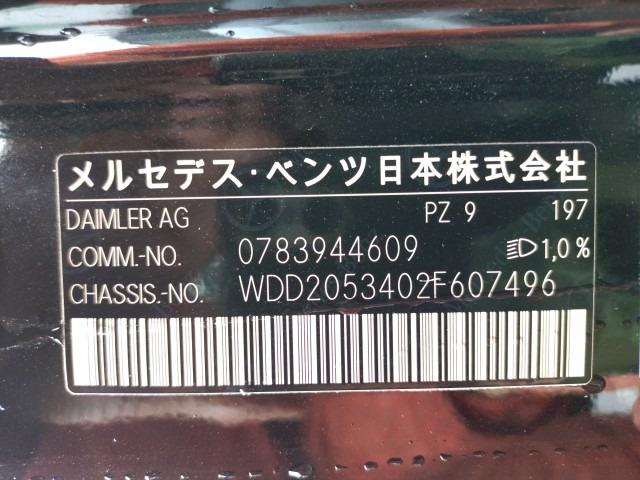 メルセデス・ベンツ日本株式会社
DAIMLER AG PZ 9 197
COMM.-NO. 0783944609 1,0 %
CHASSIS.-NO. WDD2053402F607496